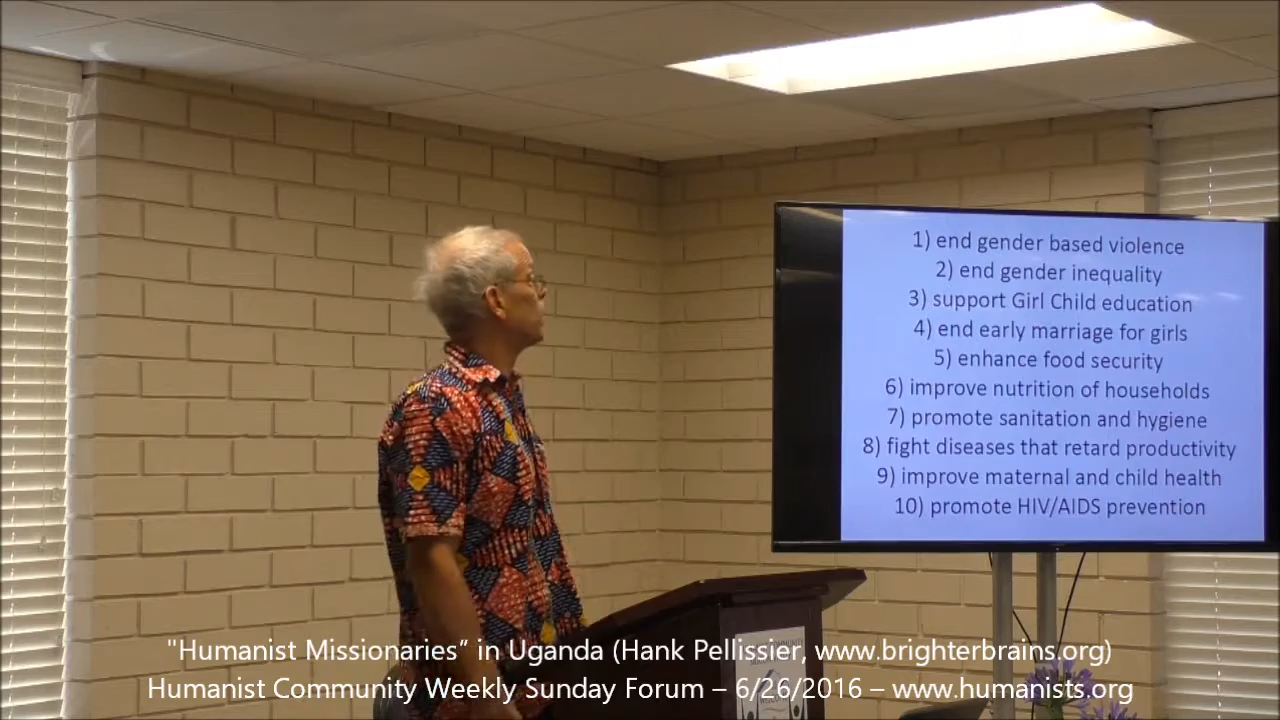 1) end gender based violence
2) end gender inequality
3) support Girl Child education
4) end early marriage for girls
5) enhance food security
6) improve nutrition of households
7) promote sanitation and hygiene
8) fight diseases that retard productivity
9) improve maternal and child health
10) promote HIV/AIDS prevention
"Humanist Missionaries” in Uganda (Hank Pellissier, www.brighterbrains.org)
Humanist Community Weekly Sunday Forum – 6/26/2016 – www.humanists.org